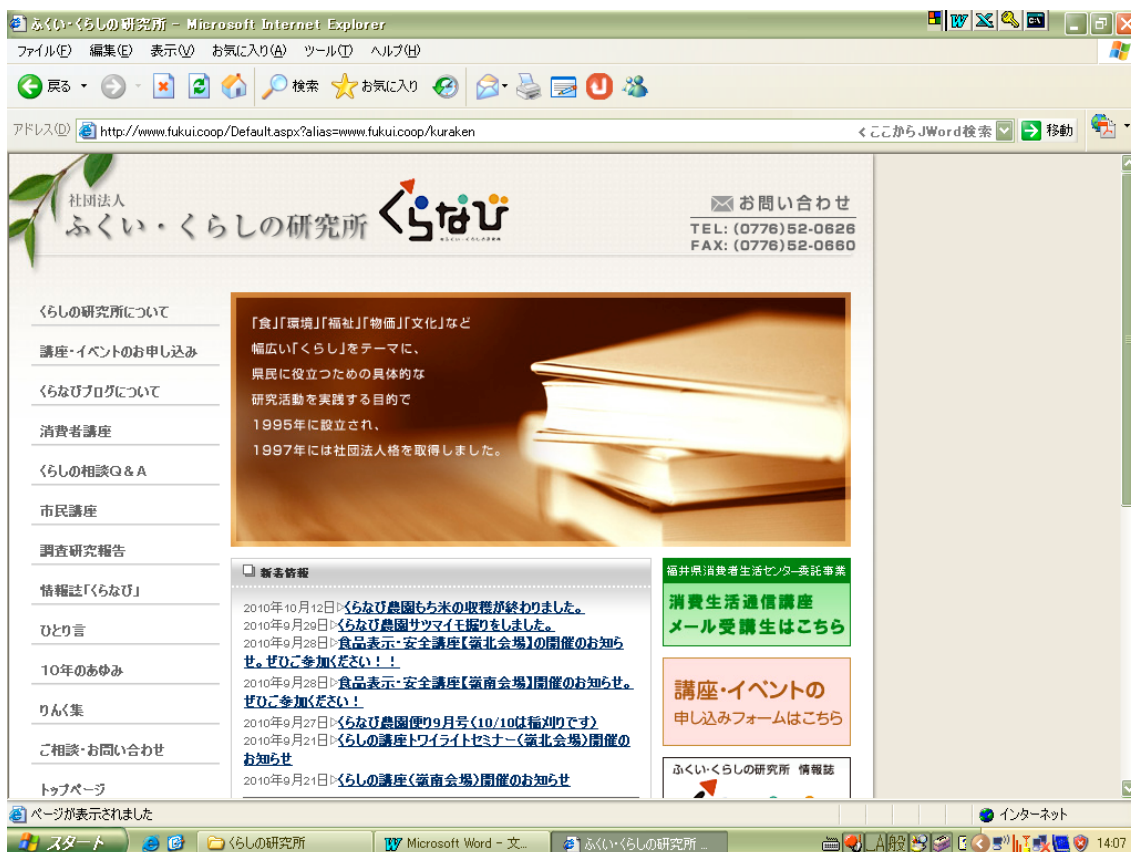 ふくい・くらしの研究所 - Microsoft Internet Explorer
ファイル(F) 編集(E) 表示(V) お気に入り(A) ツール(T) ヘルプ(H)
戻る 検索 お気に入り
アドレス(D) http://www.fukui.coop/Default.aspx?alias=www.fukui.coop/kuraken くここからJWord検索 移動
社団法人
ふくい・くらしの研究所 くらなび
お問い合わせ
TEL: (0776)52-0626
FAX: (0776)52-0660
くらしの研究所について
講座・イベントのお申し込み
くらなびブログについて
消費者講座
くらしの相談Q&A
市民講座
調査研究報告
情報誌「くらなび」
ひとり言
10年のあゆみ
りんく集
ご相談・お問い合わせ
トップページ
「食」「環境」「福祉」「物価」「文化」など
幅広い「くらし」をテーマに、
県民に役立つための具体的な
研究活動を実践する目的で
1995年に設立され、
1997年には社団法人格を取得しました。
新着情報
2010年10月12日くらなび農園もち米の収穫が終わりました。
2010年9月29日くらなび農園サツマイモ掘りをしました。
2010年9月28日食品表示・安全講座【嶺北会場】の開催のお知ら
せ。ぜひご参加ください!!
2010年9月28日食品表示・安全講座【嶺南会場】開催のお知らせ。
ぜひご参加ください!
2010年9月27日くらなび農園便り9月号(10/10は稲刈りです)
2010年9月21日くらしの講座トワイライトセミナー(嶺北会場)開催の
お知らせ
2010年9月21日くらしの講座(嶺南会場)開催のお知らせ
福井県消費者生活センター委託事業
消費生活通信講座
メール受講生はこちら
講座・イベントの
申し込みフォームはこちら
ふくい・くらしの研究所 情報誌
ページが表示されました インターネット
スタート くらしの研究所 Microsoft Word - 文... ふくい・くらしの研究所 ... A般 14:07